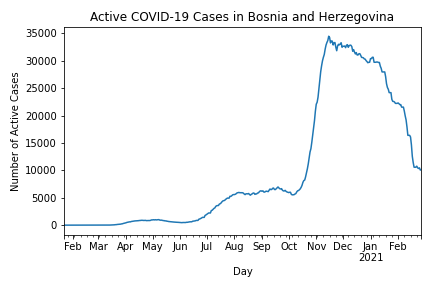 Active COVID-19 Cases in Bosnia and Herzegovina
35000
30000
25000
20000
15000
10000
5000
0
Number of Active Cases
Feb Mar Apr May Jun Jul Aug Sep Oct Nov Dec Jan Feb
2021
Day